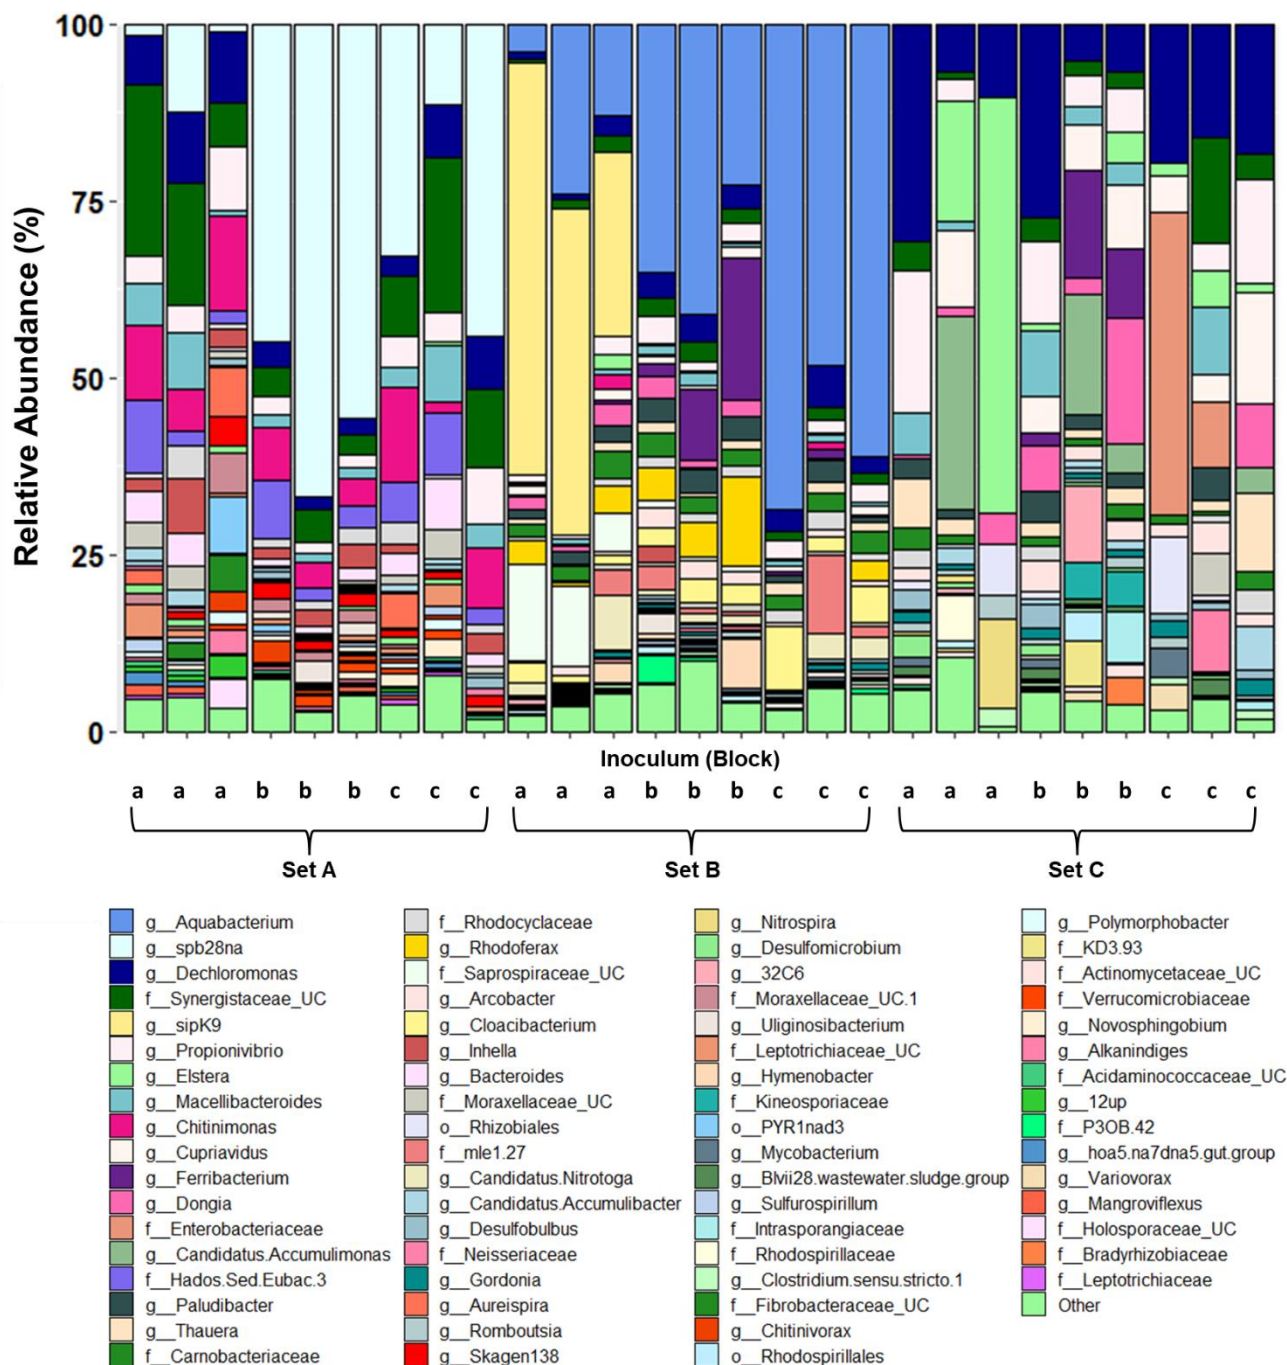 100
75
50
25
0
Relative Abundance (%)
Inoculum (Block)
a a a b b b c c c a a a b b b c c c a a a b b b c c c
Set A Set B Set C
g__Aquabacterium
g__spb28na
g__Dechloromonas
f__Synergistaceae_UC
g__sipK9
g__Propionivibrio
g__Elstera
g__Macellibacteroides
g__Chitinimonas
g__Cupriavidus
g__Ferribacterium
g__Dongia
f__Enterobacteriaceae
g__Candidatus.Accumulimonas
f__Hados.Sed.Eubac.3
g__Paludibacter
g__Thauera
f__Carnobacteriaceae
f__Rhodocyclaceae
g__Rhodoferax
f__Saprospiraceae_UC
g__Arcobacter
g__Cloacibacterium
g__Inhella
g__Bacteroides
f__Moraxellaceae_UC
o__Rhizobiales
f__mle1.27
g__Candidatus.Nitrotoga
g__Candidatus.Accumulibacter
g__Desulfobulbus
f__Neisseriaceae
g__Gordonia
g__Aureispira
g__Romboutsia
g__Skagen138
g__Nitrospira
g__Desulfomicrobium
g__32C6
f__Moraxellaceae_UC.1
g__Uliginosibacterium
f__Leptotrichiaceae_UC
g__Hymenobacter
f__Kineosporiaceae
o__PYR1nad3
g__Mycobacterium
g__Blvii28.wastewater.sludge.group
g__Sulfurospirillum
f__Intrasporangiaceae
f__Rhodospirillaceae
g__Clostridium.sensu.stricto.1
f__Fibrobacteraceae_UC
g__Chitinivorax
o__Rhodospirillales
g__Polymorphobacter
f__KD3.93
f__Actinomycetaceae_UC
f__Verrucomicrobiaceae
g__Novosphingobium
g__Alkanindiges
f__Acidaminococcaceae_UC
g__12up
f__P3OB.42
g__hoa5.na7dna5.gut.group
g__Variovorax
g__Mangroviflexus
f__Holosporaceae_UC
f__Bradyrhizobiaceae
f__Leptotrichiaceae
Other